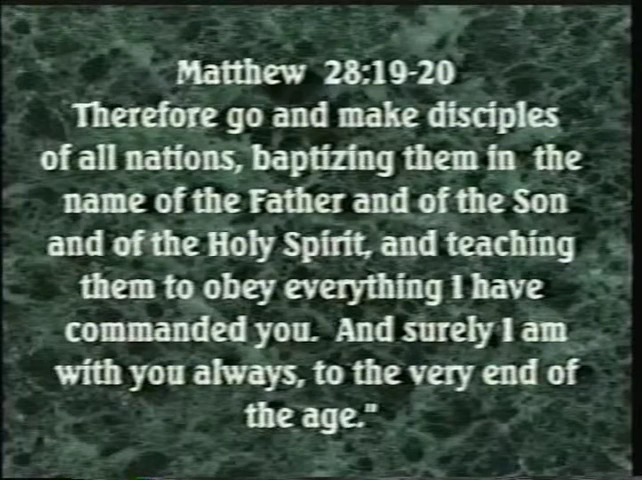 Matthew 28:19-20
Therefore go and make disciples
of all nations, baptizing them in the
name of the Father and of the Son
and of the Holy Spirit, and teaching
them to obey everything I have
commanded you. And surely I am
with you always, to the very end of
the age."